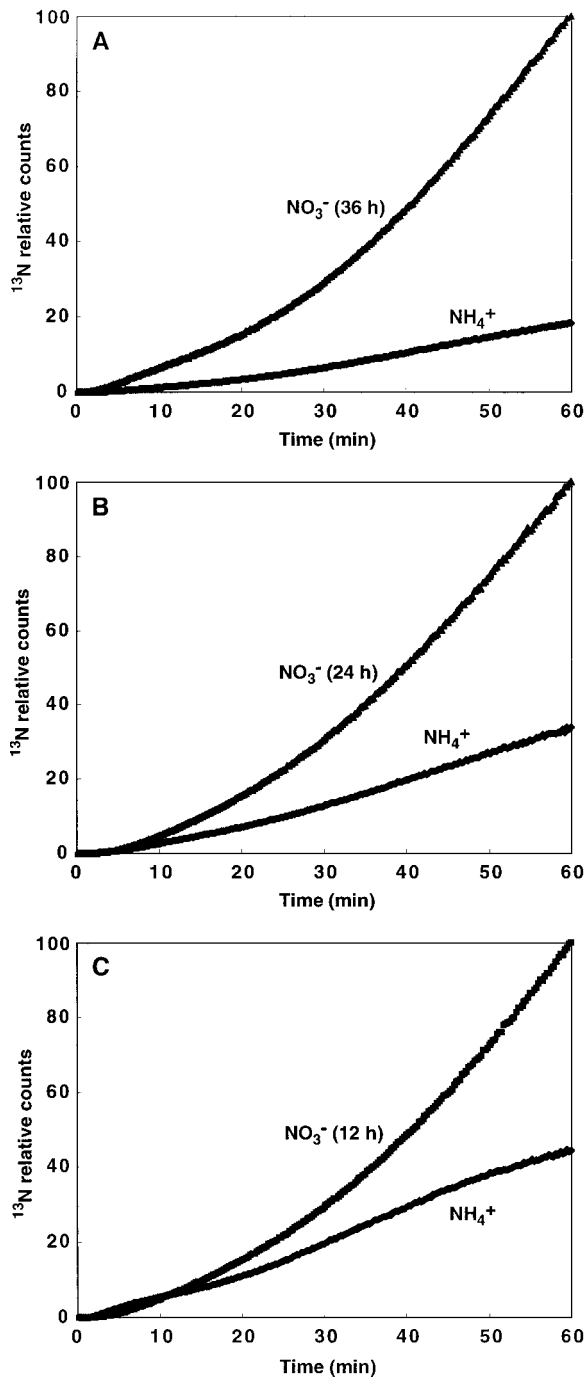 A
100
80
60
40
20
0
¹³N relative counts
NO₃⁻ (36 h)
NH₄⁺
0 10 20 30 40 50 60
Time (min)
B
100
80
60
40
20
0
¹³N relative counts
NO₃⁻ (24 h)
NH₄⁺
0 10 20 30 40 50 60
Time (min)
C
100
80
60
40
20
0
¹³N relative counts
NO₃⁻ (12 h)
NH₄⁺
0 10 20 30 40 50 60
Time (min)